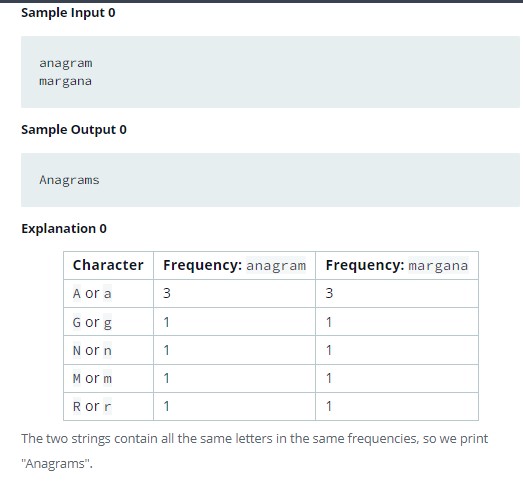 Sample Input 0
anagram
margana
Sample Output 0
Anagrams
Explanation 0
Character Frequency: anagram Frequency: margana
A or a 3 3
G or g 1 1
N or n 1 1
M or m 1 1
R or r 1 1
The two strings contain all the same letters in the same frequencies, so we print
"Anagrams".